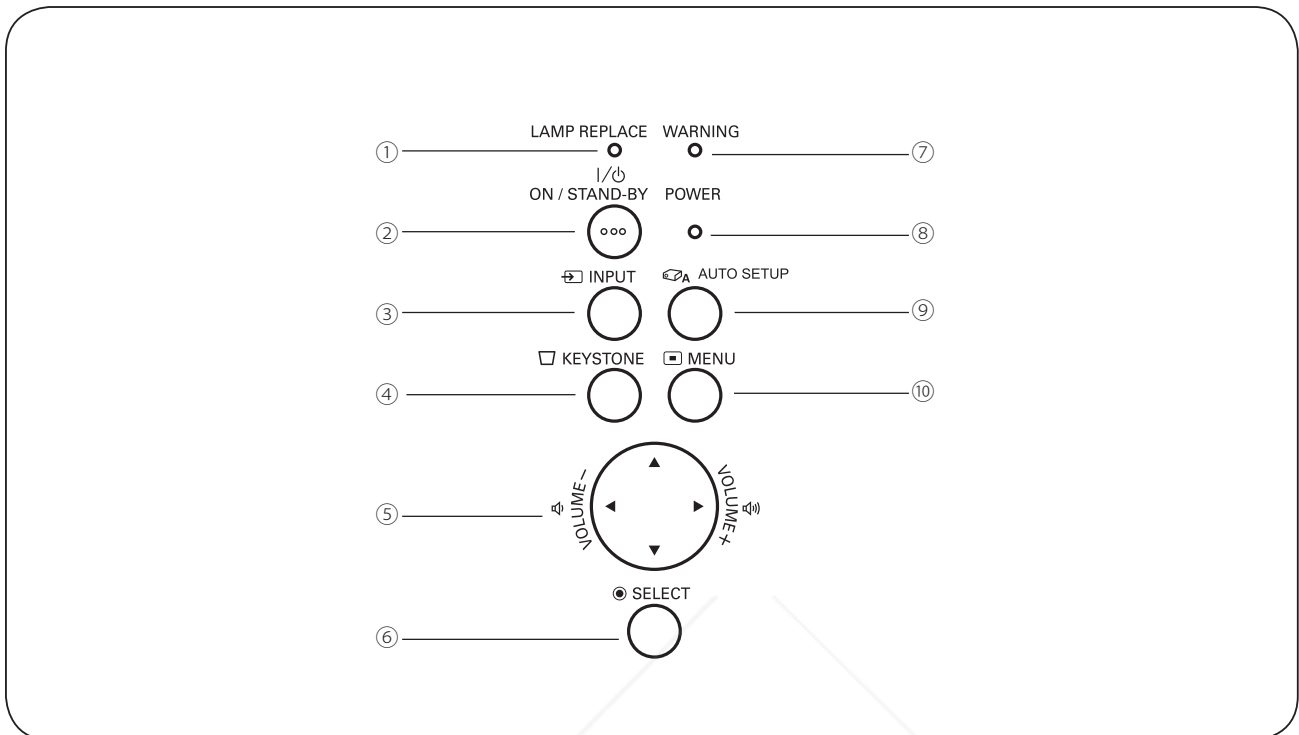 LAMP REPLACE WARNING
① ⑦
I/⏻
ON / STAND-BY POWER
② ⑧
INPUT A AUTO SETUP
③ ⑨
KEYSTONE MENU
④ ⑩
VOLUME– VOLUME+
⑤
SELECT
⑥